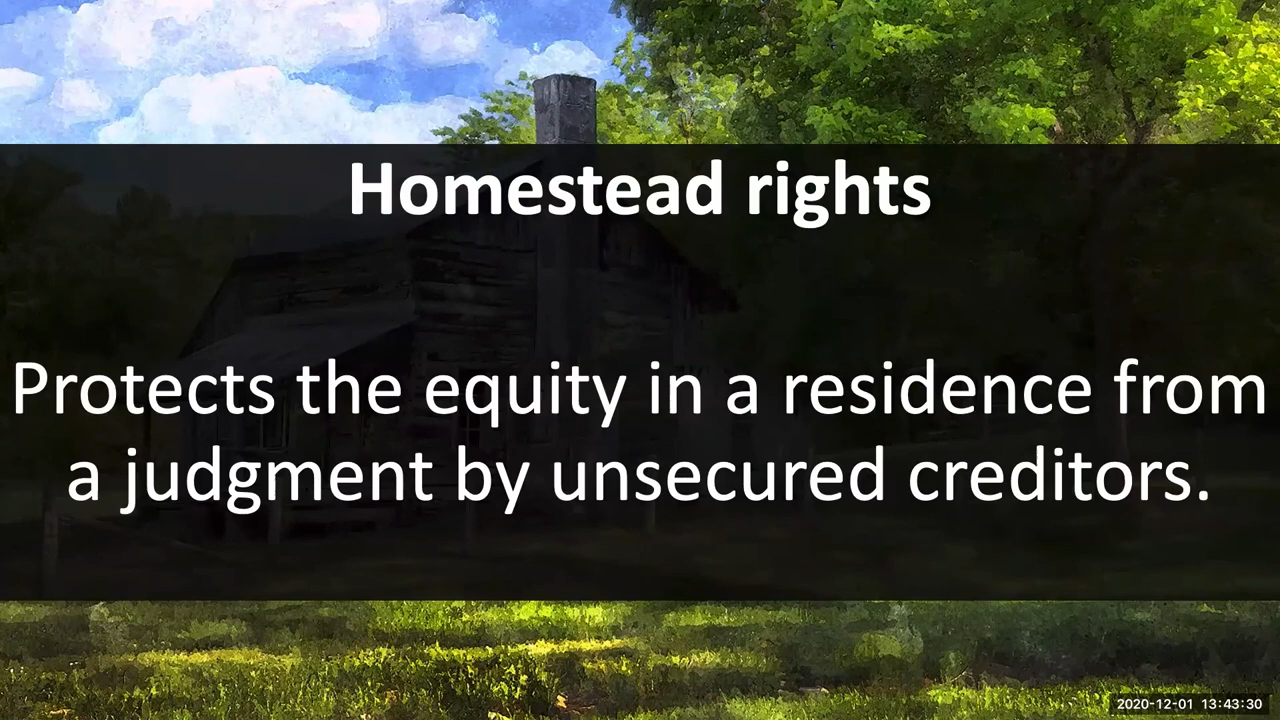 Homestead rights
Protects the equity in a residence from
a judgment by unsecured creditors.
2020-12-01 13:43:30